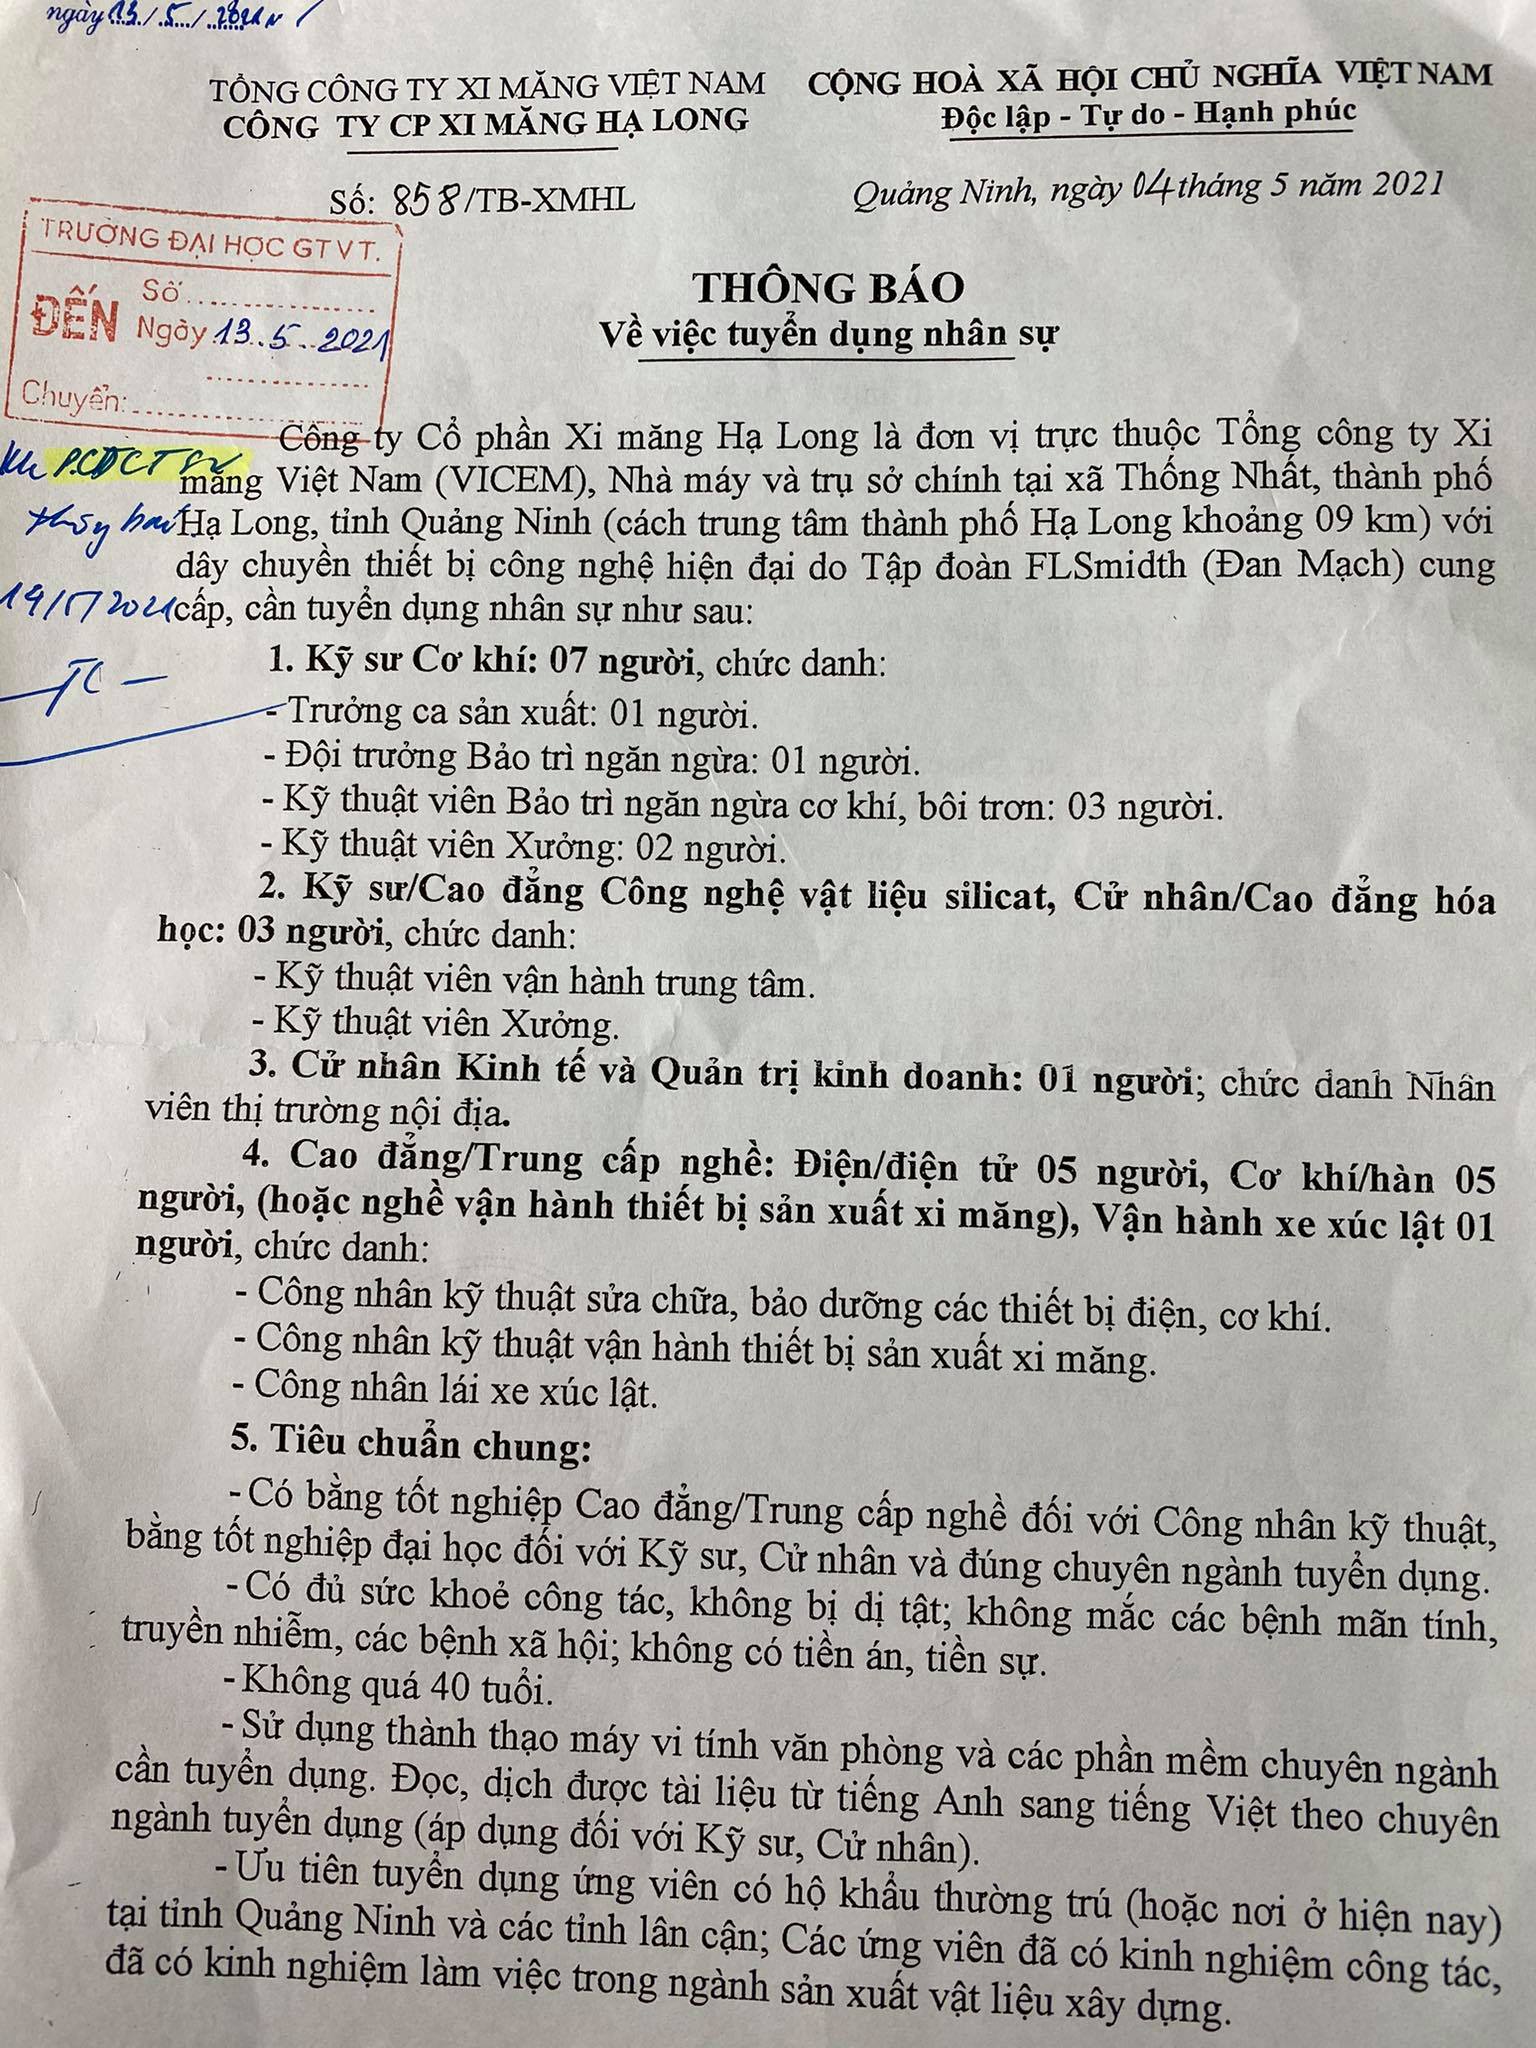 ngày 13/5/2021
TỔNG CÔNG TY XI MĂNG VIỆT NAM
CÔNG TY CP XI MĂNG HẠ LONG
CỘNG HOÀ XÃ HỘI CHỦ NGHĨA VIỆT NAM
Độc lập - Tự do - Hạnh phúc
Số: 858/TB-XMHL
Quảng Ninh, ngày 04 tháng 5 năm 2021
TRƯỜNG ĐẠI HỌC GTVT.
ĐẾN
Số..................
Ngày 13.5.2021
Chuyển:..................
THÔNG BÁO
Về việc tuyển dụng nhân sự
Công ty Cổ phần Xi măng Hạ Long là đơn vị trực thuộc Tổng công ty Xi
P.CTCTSV
măng Việt Nam (VICEM), Nhà máy và trụ sở chính tại xã Thống Nhất, thành phố
Hạ Long, tỉnh Quảng Ninh (cách trung tâm thành phố Hạ Long khoảng 09 km) với
dây chuyền thiết bị công nghệ hiện đại do Tập đoàn FLSmidth (Đan Mạch) cung
cấp, cần tuyển dụng nhân sự như sau:
1. Kỹ sư Cơ khí: 07 người, chức danh:
- Trưởng ca sản xuất: 01 người.
- Đội trưởng Bảo trì ngăn ngừa: 01 người.
- Kỹ thuật viên Bảo trì ngăn ngừa cơ khí, bôi trơn: 03 người.
- Kỹ thuật viên Xưởng: 02 người.
2. Kỹ sư/Cao đẳng Công nghệ vật liệu silicat, Cử nhân/Cao đẳng hóa
học: 03 người, chức danh:
- Kỹ thuật viên vận hành trung tâm.
- Kỹ thuật viên Xưởng.
3. Cử nhân Kinh tế và Quản trị kinh doanh: 01 người; chức danh Nhân
viên thị trường nội địa.
4. Cao đẳng/Trung cấp nghề: Điện/điện tử 05 người, Cơ khí/hàn 05
người, (hoặc nghề vận hành thiết bị sản xuất xi măng), Vận hành xe xúc lật 01
người, chức danh:
- Công nhân kỹ thuật sửa chữa, bảo dưỡng các thiết bị điện, cơ khí.
- Công nhân kỹ thuật vận hành thiết bị sản xuất xi măng.
- Công nhân lái xe xúc lật.
5. Tiêu chuẩn chung:
- Có bằng tốt nghiệp Cao đẳng/Trung cấp nghề đối với Công nhân kỹ thuật,
bằng tốt nghiệp đại học đối với Kỹ sư, Cử nhân và đúng chuyên ngành tuyển dụng.
- Có đủ sức khoẻ công tác, không bị dị tật; không mắc các bệnh mãn tính,
truyền nhiễm, các bệnh xã hội; không có tiền án, tiền sự.
- Không quá 40 tuổi.
- Sử dụng thành thạo máy vi tính văn phòng và các phần mềm chuyên ngành
cần tuyển dụng. Đọc, dịch được tài liệu từ tiếng Anh sang tiếng Việt theo chuyên
ngành tuyển dụng (áp dụng đối với Kỹ sư, Cử nhân).
- Ưu tiên tuyển dụng ứng viên có hộ khẩu thường trú (hoặc nơi ở hiện nay)
tại tỉnh Quảng Ninh và các tỉnh lân cận; Các ứng viên đã có kinh nghiệm công tác,
đã có kinh nghiệm làm việc trong ngành sản xuất vật liệu xây dựng.